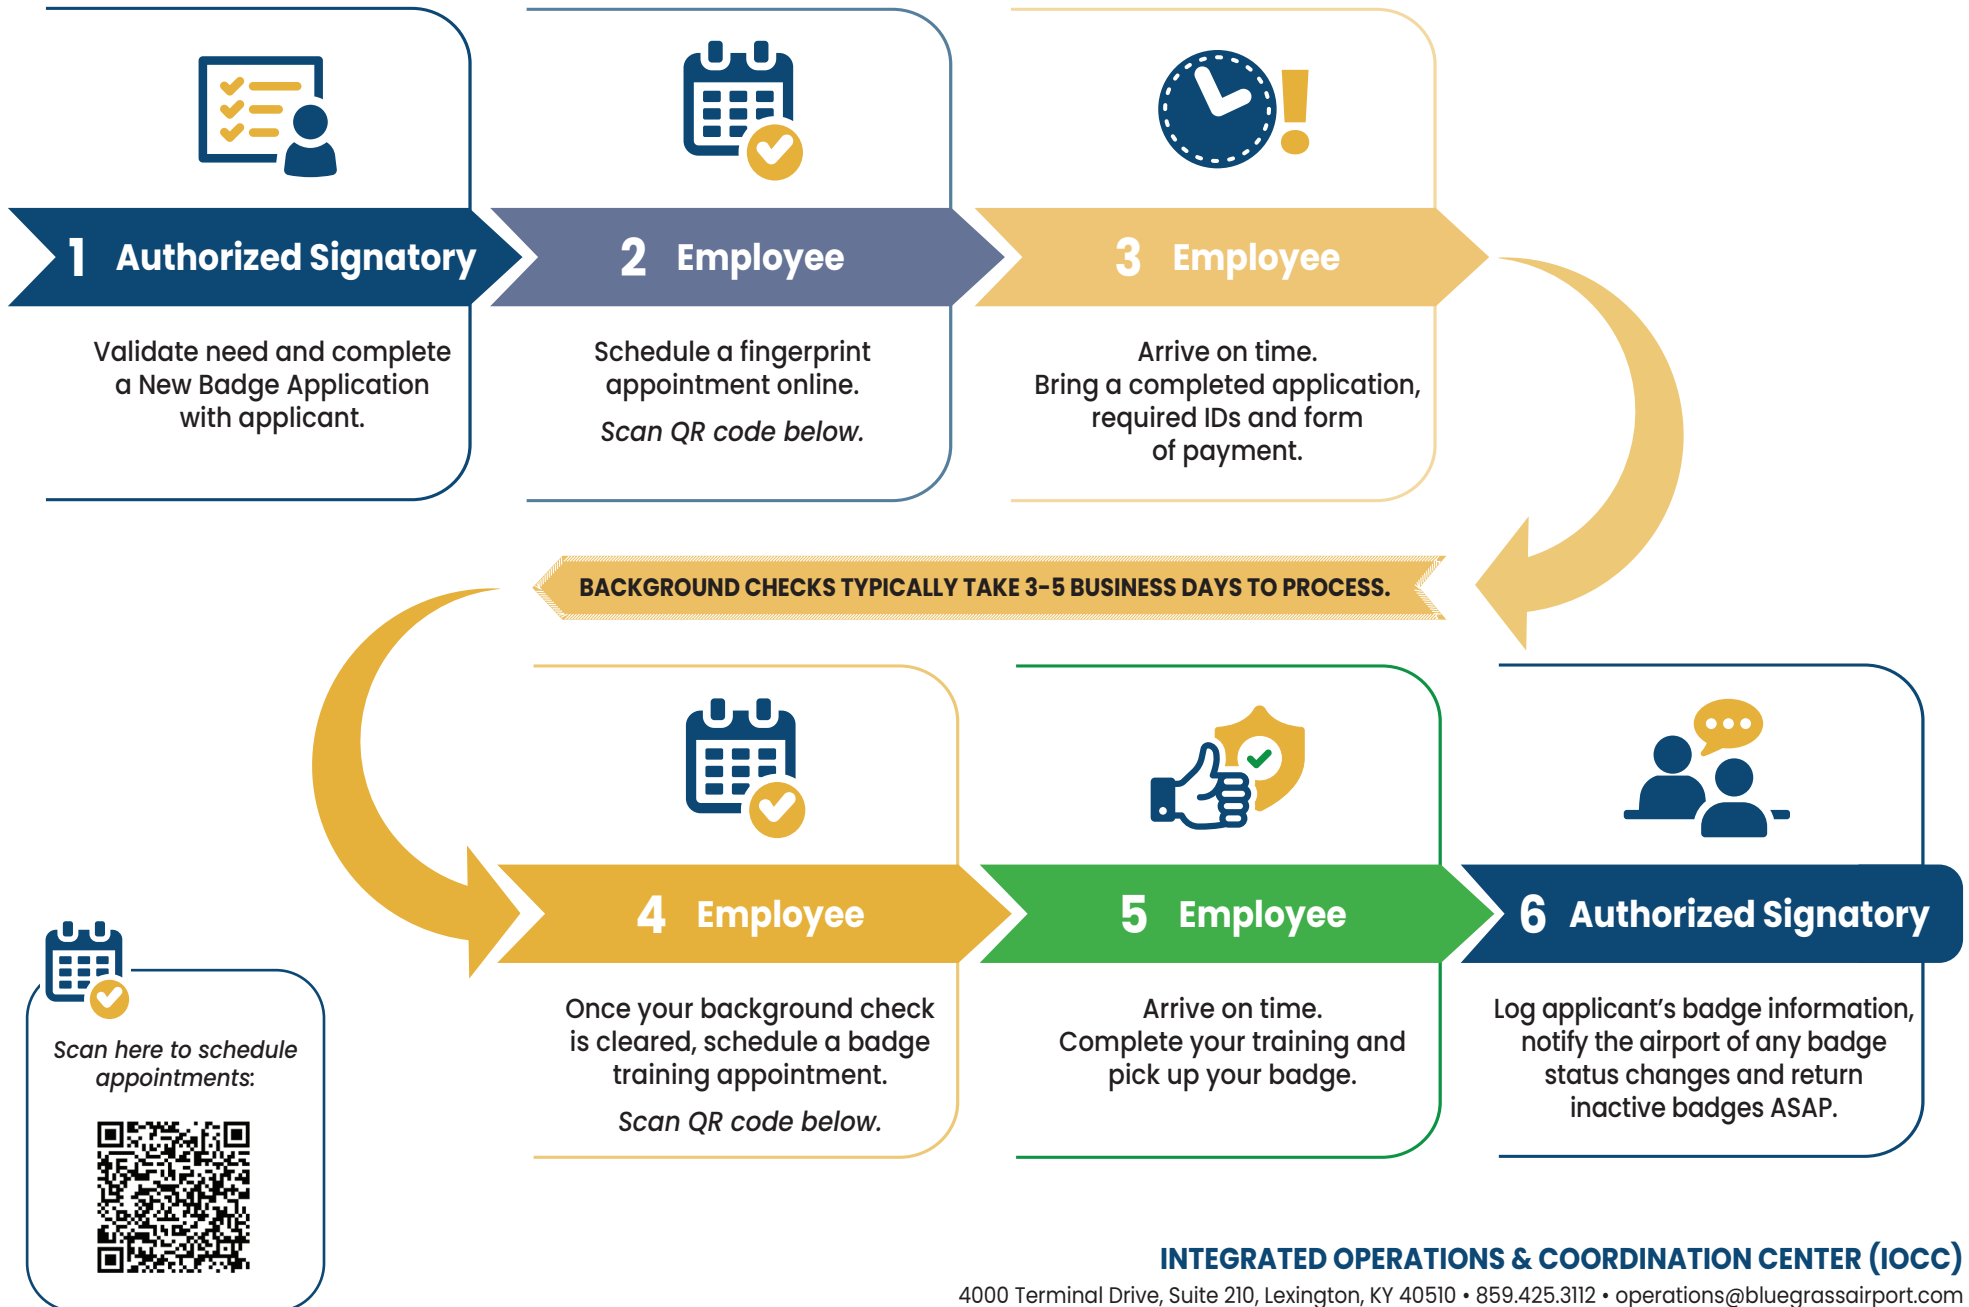 1 Authorized Signatory
Validate need and complete
a New Badge Application
with applicant.
2 Employee
Schedule a fingerprint
appointment online.
Scan QR code below.
3 Employee
Arrive on time.
Bring a completed application,
required IDs and form
of payment.
BACKGROUND CHECKS TYPICALLY TAKE 3-5 BUSINESS DAYS TO PROCESS.
4 Employee
Once your background check
is cleared, schedule a badge
training appointment.
Scan QR code below.
5 Employee
Arrive on time.
Complete your training and
pick up your badge.
6 Authorized Signatory
Log applicant’s badge information,
notify the airport of any badge
status changes and return
inactive badges ASAP.
Scan here to schedule
appointments:
INTEGRATED OPERATIONS & COORDINATION CENTER (IOCC)
4000 Terminal Drive, Suite 210, Lexington, KY 40510 • 859.425.3112 • operations@bluegrassairport.com